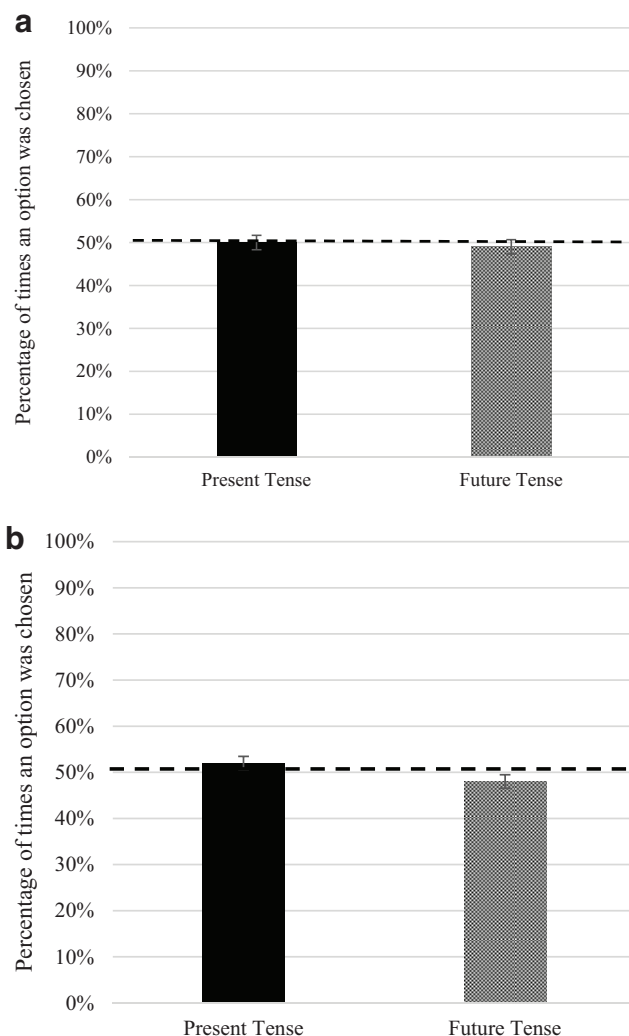 a
Percentage of times an option was chosen
100%
90%
80%
70%
60%
50%
40%
30%
20%
10%
0%
Present Tense
Future Tense
b
Percentage of times an option was chosen
100%
90%
80%
70%
60%
50%
40%
30%
20%
10%
0%
Present Tense
Future Tense